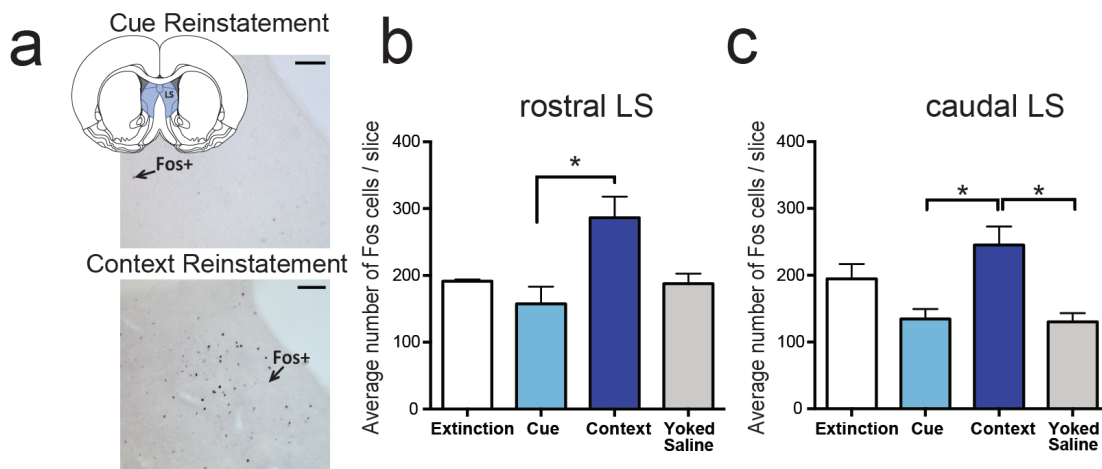 a
Cue Reinstatement
LS
Fos+
Context Reinstatement
Fos+
b
rostral LS
Average number of Fos cells / slice
400
300
200
100
0
*
Extinction
Cue
Context
Yoked
Saline
c
caudal LS
Average number of Fos cells / slice
400
300
200
100
0
*
*
Extinction
Cue
Context
Yoked
Saline